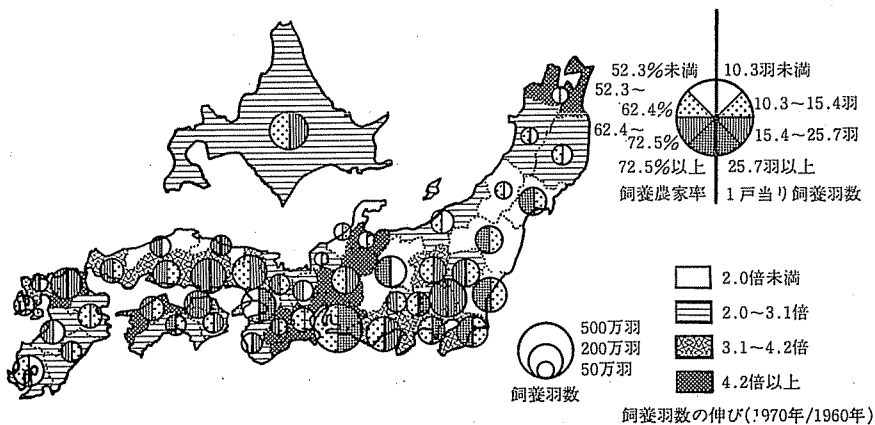 52.3%未満
10.3羽未満
52.3~
62.4%
10.3~15.4羽
62.4~
72.5%
15.4~25.7羽
72.5%以上
25.7羽以上
飼養農家率
1戸当り飼養羽数
500万羽
200万羽
50万羽
飼養羽数
2.0倍未満
2.0~3.1倍
3.1~4.2倍
4.2倍以上
飼養羽数の伸び(1970年/1960年)